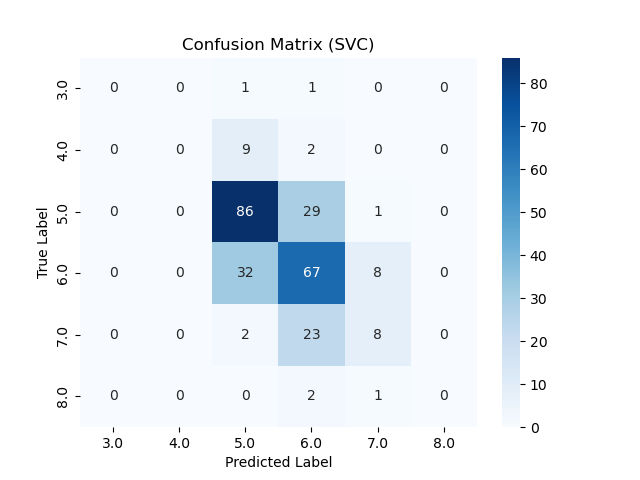 Confusion Matrix (SVC)
True Label
3.0 0 0 1 1 0 0
4.0 0 0 9 2 0 0
5.0 0 0 86 29 1 0
6.0 0 0 32 67 8 0
7.0 0 0 2 23 8 0
8.0 0 0 0 2 1 0
3.0 4.0 5.0 6.0 7.0 8.0
Predicted Label
80
70
60
50
40
30
20
10
0